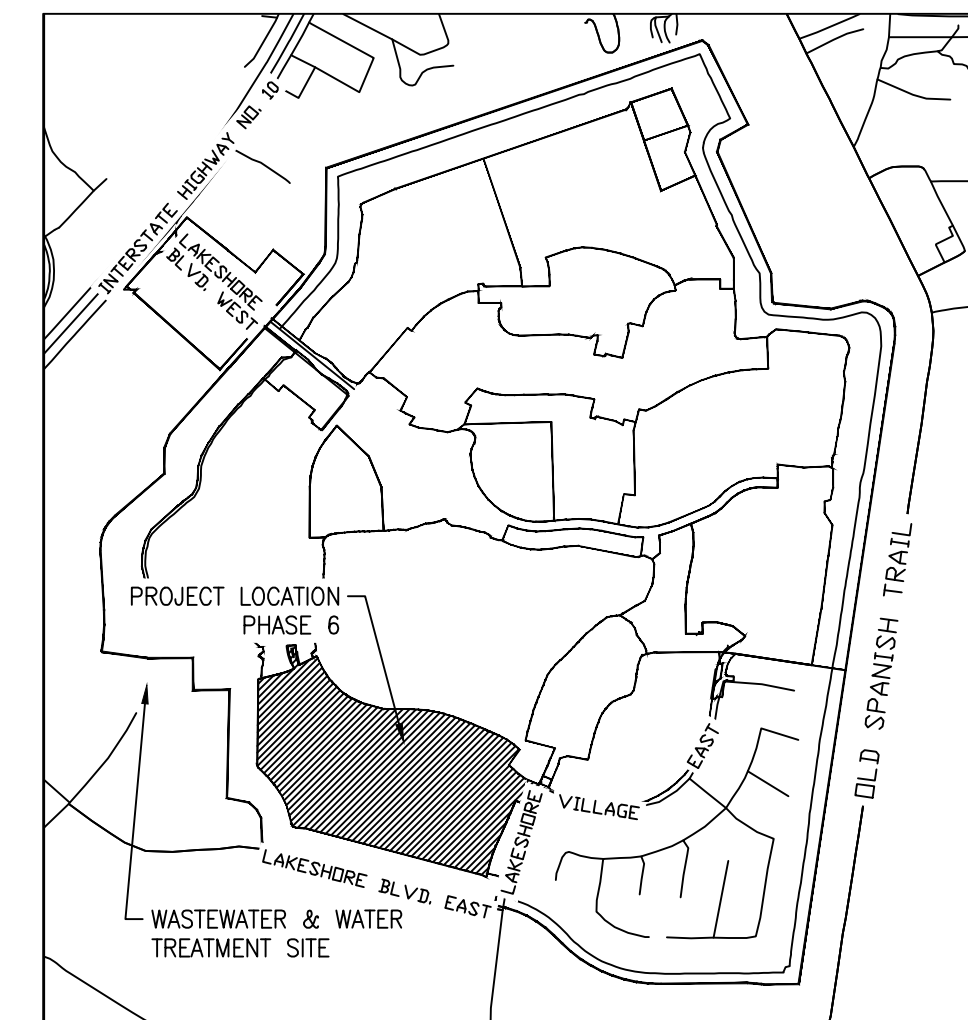 INTERSTATE HIGHWAY NO. 10
LAKESHORE
BLVD. WEST
PROJECT LOCATION
PHASE 6
OLD SPANISH TRAIL
EAST
VILLAGE
LAKESHORE
LAKESHORE BLVD. EAST
WASTEWATER & WATER
TREATMENT SITE